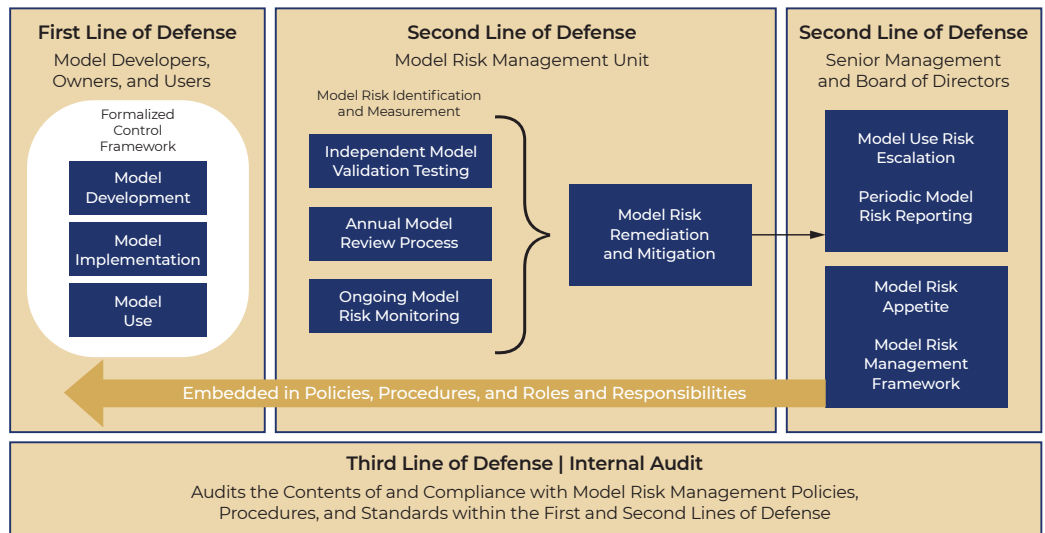 First Line of Defense
Model Developers,
Owners, and Users
Formalized
Control
Framework
Model
Development
Model
Implementation
Model
Use
Second Line of Defense
Model Risk Management Unit
Model Risk Identification
and Measurement
Independent Model
Validation Testing
Annual Model
Review Process
Ongoing Model
Risk Monitoring
Model Risk
Remediation
and Mitigation
Second Line of Defense
Senior Management
and Board of Directors
Model Use Risk
Escalation
Periodic Model
Risk Reporting
Model Risk
Appetite
Model Risk
Management
Framework
Embedded in Policies, Procedures, and Roles and Responsibilities
Third Line of Defense | Internal Audit
Audits the Contents of and Compliance with Model Risk Management Policies,
Procedures, and Standards within the First and Second Lines of Defense